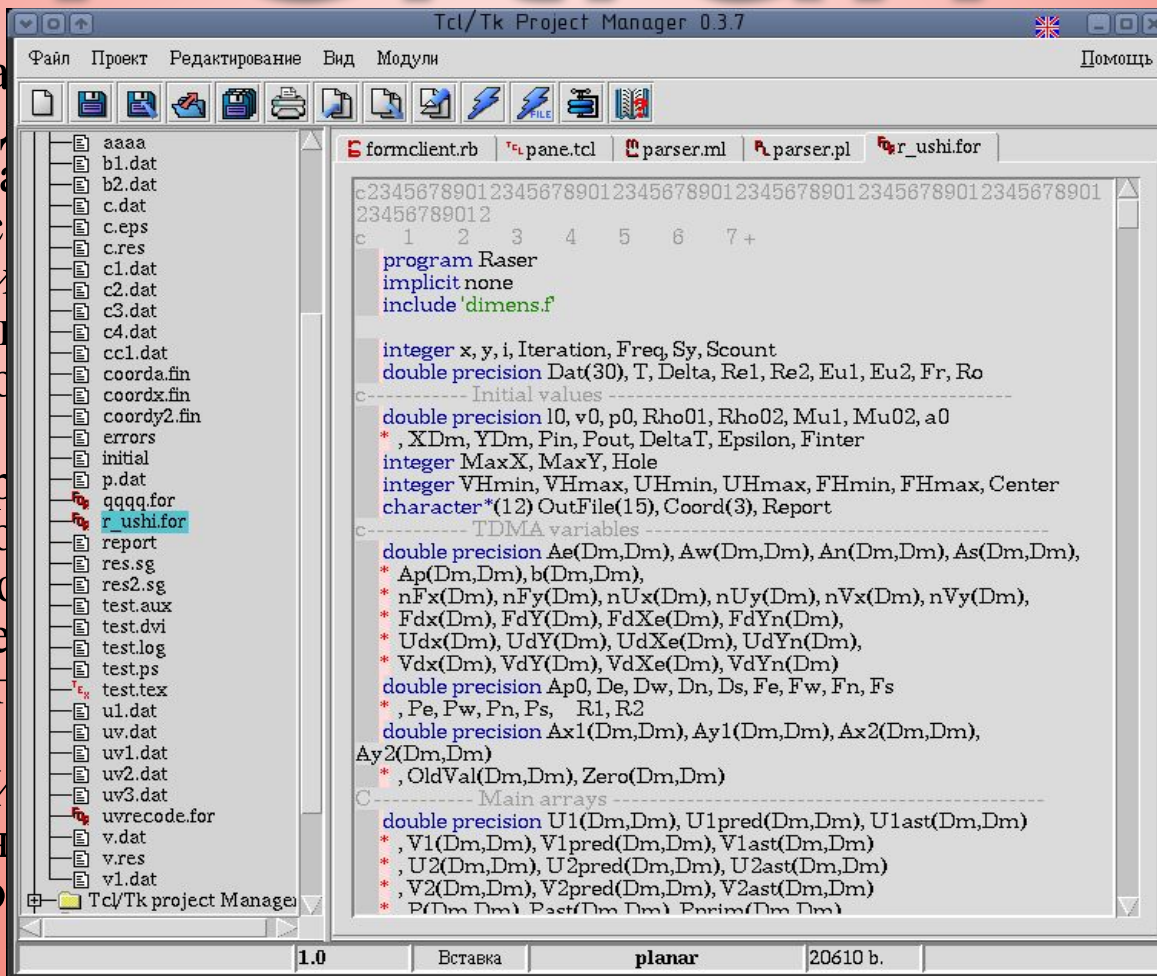 Tcl/Tk Project Manager 0.3.7
Файл Проект Редактирование Вид Модули Помощь
FILE
aaaa
b1.dat
b2.dat
c.dat
c.eps
c.res
c1.dat
c2.dat
c3.dat
c4.dat
cc1.dat
coorda.fin
coordx.fin
coordy2.fin
errors
initial
p.dat
qqqq.for
r_ushi.for
report
res.sg
res2.sg
test.aux
test.dvi
test.log
test.ps
test.tex
u1.dat
uv.dat
uv1.dat
uv2.dat
uv3.dat
uvrecode.for
v.dat
v.res
v1.dat
Tcl/Tk project Manager
formclient.rb pane.tcl parser.ml parser.pl r_ushi.for
c234567890123456789012345678901234567890123456789012345678901
23456789012
c 1 2 3 4 5 6 7 +
program Raser
implicit none
include 'dimens.f'
integer x, y, i, Iteration, Freq, Sy, Scount
double precision Dat(30), T, Delta, Re1, Re2, Eu1, Eu2, Fr, Ro
c----------- Initial values -----------------------------------------------
double precision l0, v0, p0, Rho01, Rho02, Mu1, Mu02, a0
* , XDm, YDm, Pin, Pout, DeltaT, Epsilon, Finter
integer MaxX, MaxY, Hole
integer VHmin, VHmax, UHmin, UHmax, FHmin, FHmax, Center
character*(12) OutFile(15), Coord(3), Report
c----------- TDMA variables -----------------------------------------------
double precision Ae(Dm,Dm), Aw(Dm,Dm), An(Dm,Dm), As(Dm,Dm),
* Ap(Dm,Dm), b(Dm,Dm),
* nFx(Dm), nFy(Dm), nUx(Dm), nUy(Dm), nVx(Dm), nVy(Dm),
* Fdx(Dm), FdY(Dm), FdXe(Dm), FdYn(Dm),
* Udx(Dm), UdY(Dm), UdXe(Dm), UdYn(Dm),
* Vdx(Dm), VdY(Dm), VdXe(Dm), VdYn(Dm)
double precision Ap0, De, Dw, Dn, Ds, Fe, Fw, Fn, Fs
* , Pe, Pw, Pn, Ps, R1, R2
double precision Ax1(Dm,Dm), Ay1(Dm,Dm), Ax2(Dm,Dm),
Ay2(Dm,Dm)
* , OldVal(Dm,Dm), Zero(Dm,Dm)
C----------- Main arrays --------------------------------------------------
double precision U1(Dm,Dm), U1pred(Dm,Dm), U1ast(Dm,Dm)
* , V1(Dm,Dm), V1pred(Dm,Dm), V1ast(Dm,Dm)
* , U2(Dm,Dm), U2pred(Dm,Dm), U2ast(Dm,Dm)
* , V2(Dm,Dm), V2pred(Dm,Dm), V2ast(Dm,Dm)
* , P(Dm,Dm), Past(Dm,Dm), Pprim(Dm,Dm)
1.0 Вставка planar 20610 b.